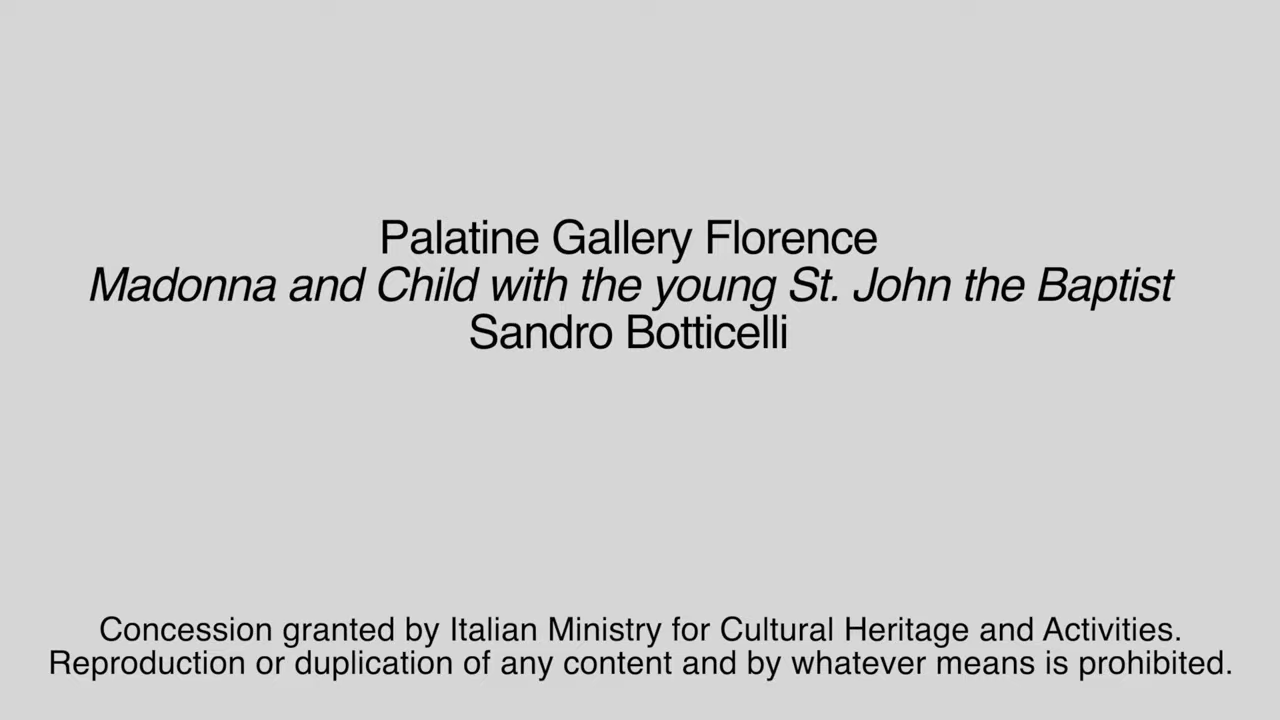 Palatine Gallery Florence
Madonna and Child with the young St. John the Baptist
Sandro Botticelli
Concession granted by Italian Ministry for Cultural Heritage and Activities.
Reproduction or duplication of any content and by whatever means is prohibited.